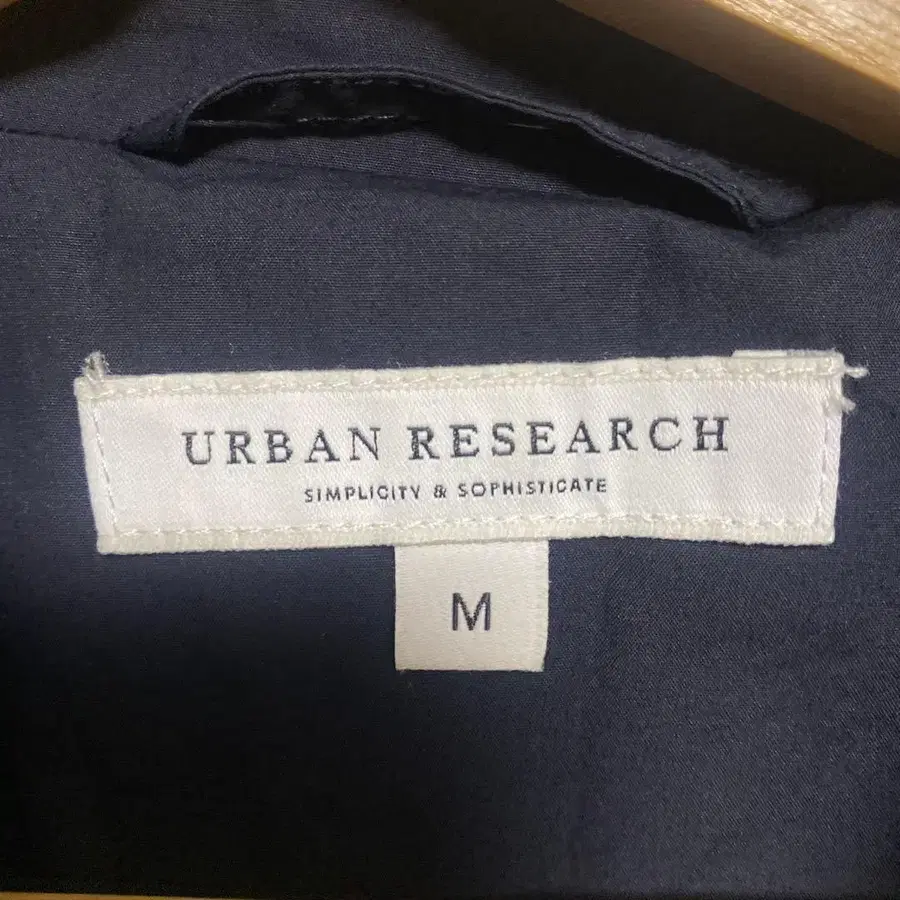 URBAN RESEARCH
SIMPLICITY & SOPHISTICATE
M